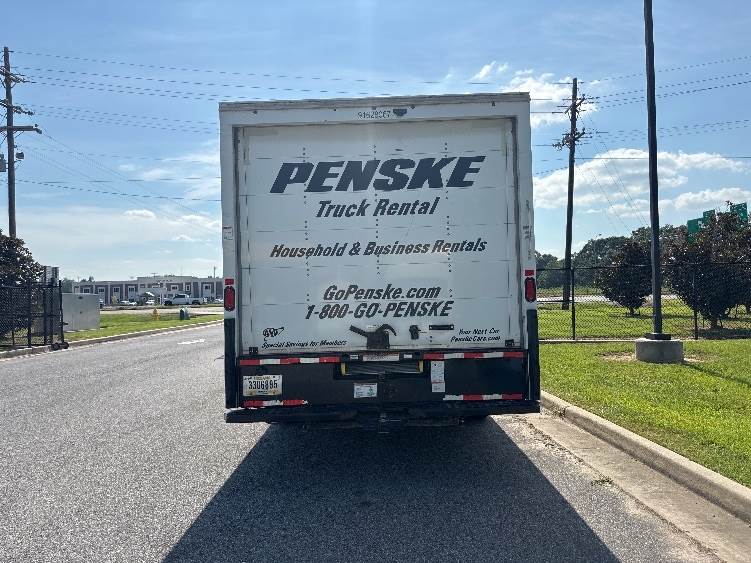 PENSKE
Truck Rental
Household & Business Rentals
GoPenske.com
1-800-GO-PENSKE
AAA
Special Savings for Members
Your Next Car
PenskeCars.com